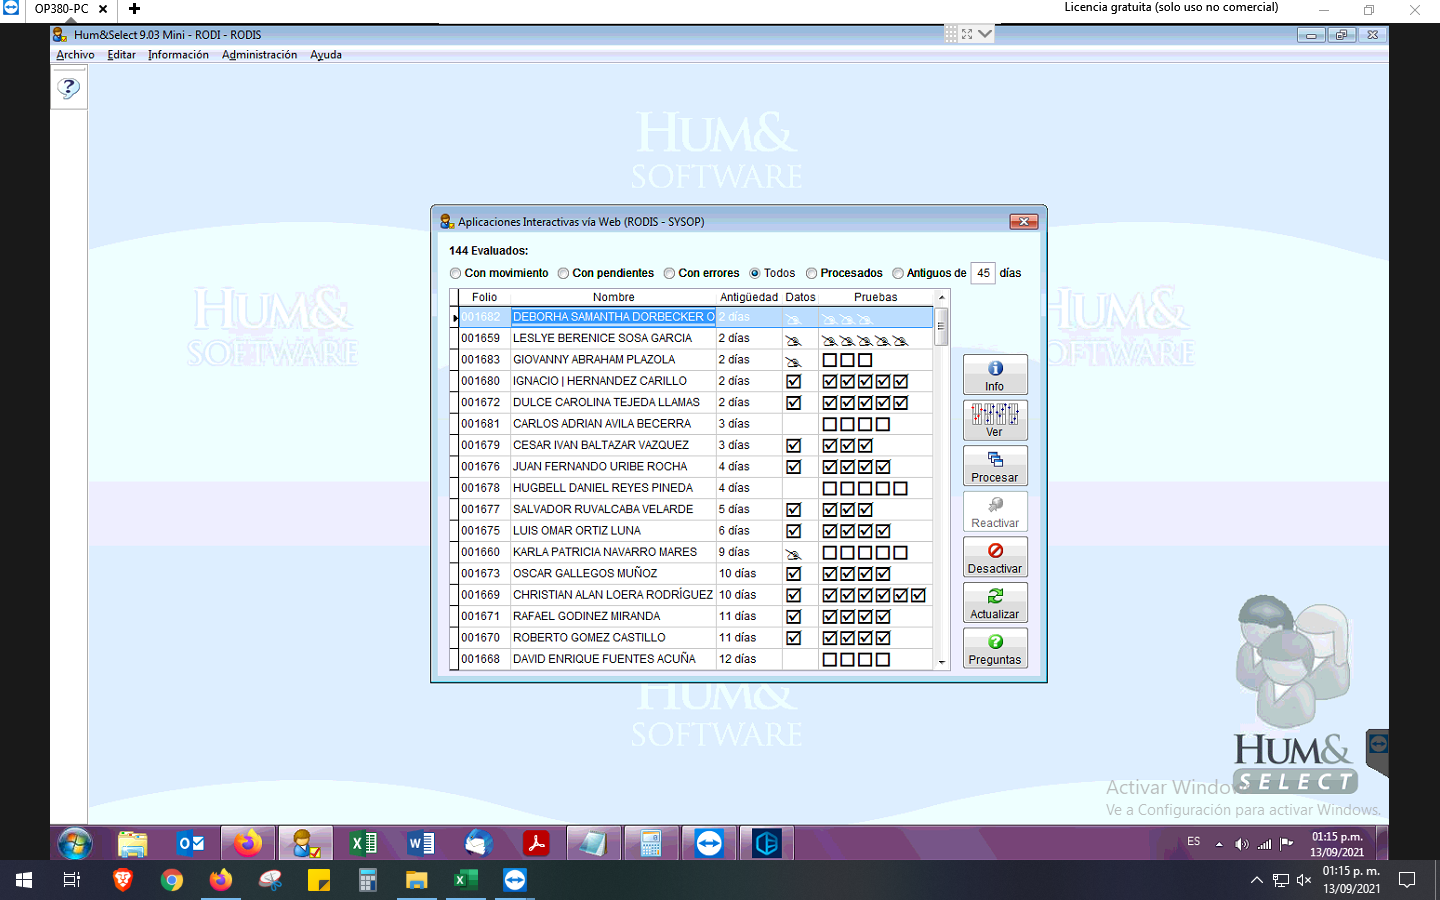 OP380-PC
Licencia gratuita (solo uso no comercial)
Hum&Select 9.03 Mini - RODI - RODIS
Archivo Editar Información Administración Ayuda
HUM&
SOFTWARE
Aplicaciones Interactivas vía Web (RODIS - SYSOP)
144 Evaluados:
Con movimiento Con pendientes Con errores Todos Procesados Antiguos de 45 días
Folio Nombre Antigüedad Datos Pruebas
001682 DEBORHA SAMANTHA DORBECKER O 2 días
001659 LESLYE BERENICE SOSA GARCIA 2 días
001683 GIOVANNY ABRAHAM PLAZOLA 2 días
001680 IGNACIO | HERNANDEZ CARILLO 2 días
001672 DULCE CAROLINA TEJEDA LLAMAS 2 días
001681 CARLOS ADRIAN AVILA BECERRA 3 días
001679 CESAR IVAN BALTAZAR VAZQUEZ 3 días
001676 JUAN FERNANDO URIBE ROCHA 4 días
001678 HUGBELL DANIEL REYES PINEDA 4 días
001677 SALVADOR RUVALCABA VELARDE 5 días
001675 LUIS OMAR ORTIZ LUNA 6 días
001660 KARLA PATRICIA NAVARRO MARES 9 días
001673 OSCAR GALLEGOS MUÑOZ 10 días
001669 CHRISTIAN ALAN LOERA RODRÍGUEZ 10 días
001671 RAFAEL GODINEZ MIRANDA 11 días
001670 ROBERTO GOMEZ CASTILLO 11 días
001668 DAVID ENRIQUE FUENTES ACUÑA 12 días
Info
Ver
Procesar
Reactivar
Desactivar
Actualizar
Preguntas
HUM&
SOFTWARE
HUM&
SOFTWARE
HUM&
SOFTWARE
HUM&
SELECT
Activar Windows
Ve a Configuración para activar Windows.
ES
01:15 p.m.
13/09/2021
01:15 p. m.
13/09/2021